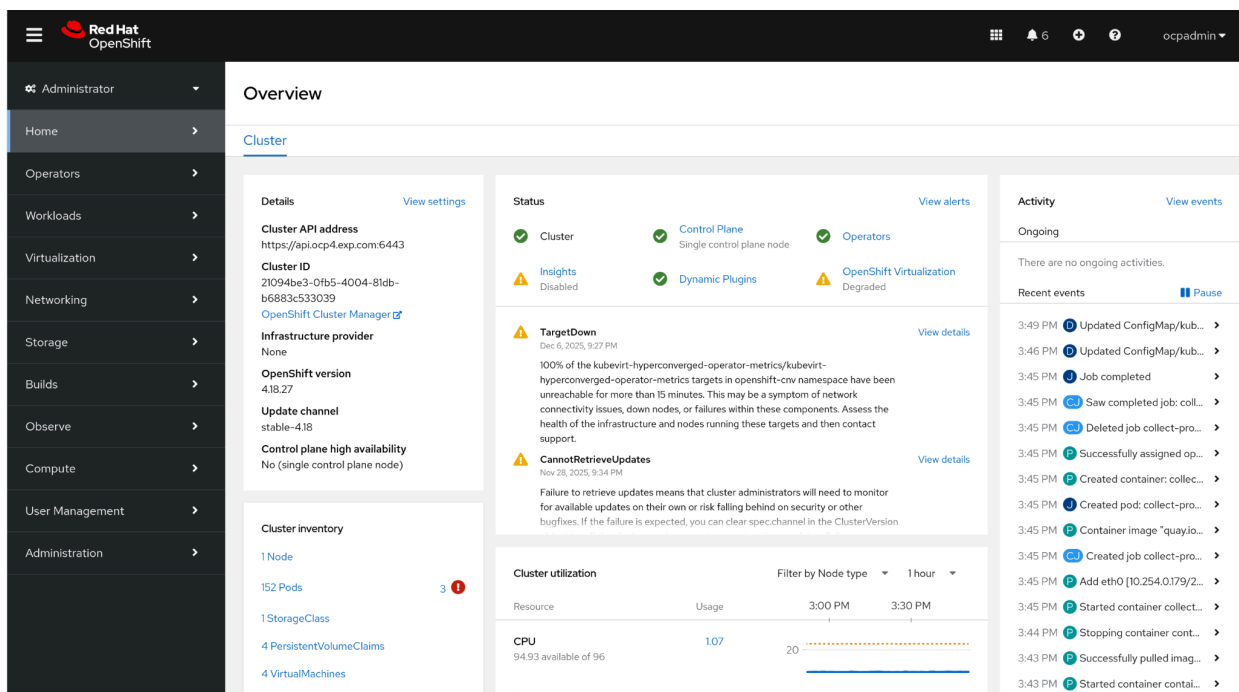 Red Hat
OpenShift
6
ocpadmin
Administrator
Home
Operators
Workloads
Virtualization
Networking
Storage
Builds
Observe
Compute
User Management
Administration
Overview
Cluster
Details
View settings
Cluster API address
https://api.ocp4.exp.com:6443
Cluster ID
21094be3-0fb5-4004-81db-
b6883c533039
OpenShift Cluster Manager
Infrastructure provider
None
OpenShift version
4.18.27
Update channel
stable-4.18
Control plane high availability
No (single control plane node)
Cluster inventory
1 Node
152 Pods
3
1 StorageClass
4 PersistentVolumeClaims
4 VirtualMachines
Status
View alerts
Cluster
Control Plane
Single control plane node
Operators
Insights
Disabled
Dynamic Plugins
OpenShift Virtualization
Degraded
TargetDown
View details
Dec 6, 2025, 9:27 PM
100% of the kubevirt-hyperconverged-operator-metrics/kubevirt-
hyperconverged-operator-metrics targets in openshift-cnv namespace have been
unreachable for more than 15 minutes. This may be a symptom of network
connectivity issues, down nodes, or failures within these components. Assess the
health of the infrastructure and nodes running these targets and then contact
support.
CannotRetrieveUpdates
View details
Nov 28, 2025, 9:34 PM
Failure to retrieve updates means that cluster administrators will need to monitor
for available updates on their own or risk falling behind on security or other
bugfixes. If the failure is expected, you can clear spec.channel in the ClusterVersion
Cluster utilization
Filter by Node type
1 hour
Resource
Usage
3:00 PM
3:30 PM
CPU
1.07
94.93 available of 96
20
Activity
View events
Ongoing
There are no ongoing activities.
Recent events
Pause
3:49 PM D Updated ConfigMap/kub...
3:46 PM D Updated ConfigMap/kub...
3:45 PM J Job completed
3:45 PM CJ Saw completed job: coll...
3:45 PM CJ Deleted job collect-pro...
3:45 PM P Successfully assigned op...
3:45 PM P Created container: collec...
3:45 PM J Created pod: collect-pro...
3:45 PM P Container image "quay.io...
3:45 PM CJ Created job collect-pro...
3:45 PM P Add eth0 [10.254.0.179/2...
3:45 PM P Started container collect...
3:44 PM P Stopping container cont...
3:43 PM P Successfully pulled imag...
3:43 PM P Started container contai...